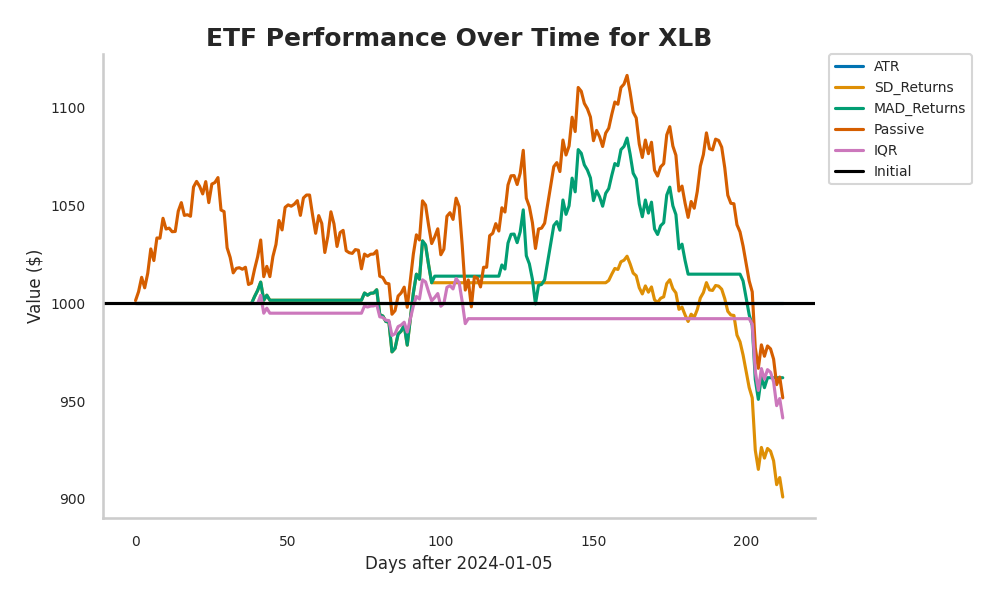 ETF Performance Over Time for XLB
ATR
SD_Returns
MAD_Returns
Passive
IQR
Initial
1100
1050
1000
950
900
Value ($)
0 50 100 150 200
Days after 2024-01-05